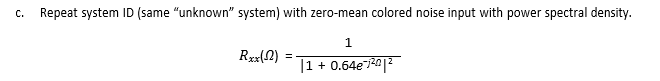 c. Repeat system ID (same “unknown” system) with zero-mean colored noise input with power spectral density.
Rxx(Ω) = 1 / |1 + 0.64e^-j2Ω|^2